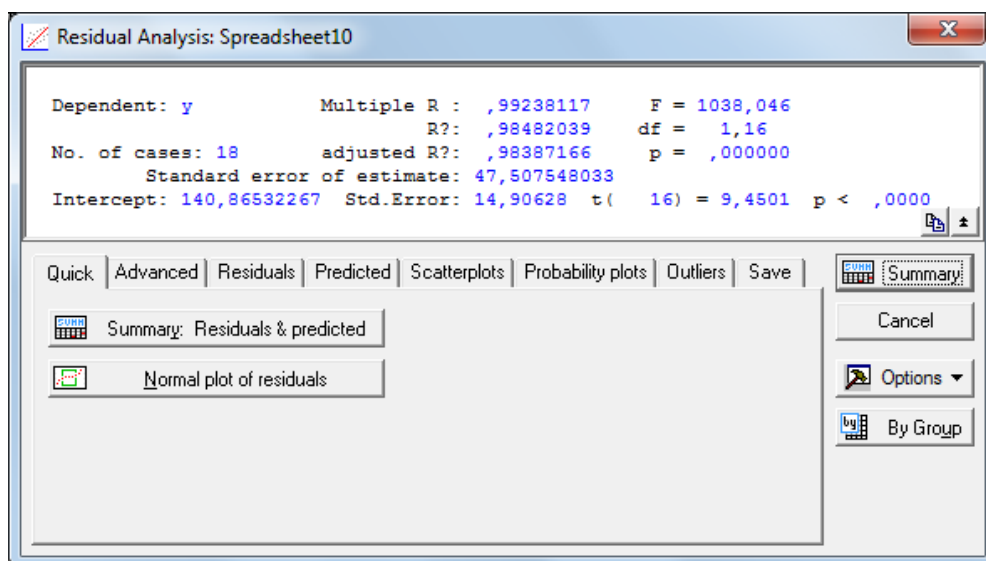 Residual Analysis: Spreadsheet10
x
Dependent: y Multiple R : ,99238117 F = 1038,046
R?: ,98482039 df = 1,16
No. of cases: 18 adjusted R?: ,98387166 p = ,000000
Standard error of estimate: 47,507548033
Intercept: 140,86532267 Std.Error: 14,90628 t( 16) = 9,4501 p < ,0000
Quick Advanced Residuals Predicted Scatterplots Probability plots Outliers Save
SUMM Summary
SUMM Summary: Residuals & predicted
Cancel
Normal plot of residuals
Options
by By Group